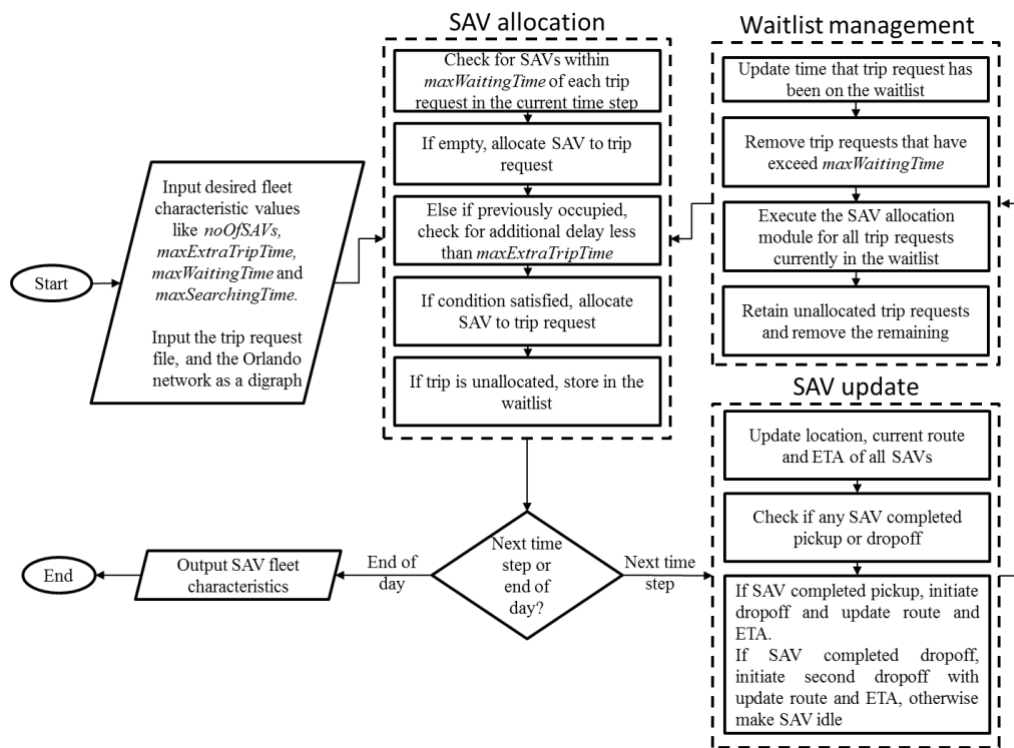 SAV allocation
Check for SAVs within
maxWaitingTime of each trip
request in the current time step
If empty, allocate SAV to trip
request
Else if previously occupied,
check for additional delay less
than maxExtraTripTime
If condition satisfied, allocate
SAV to trip request
If trip is unallocated, store in the
waitlist
Waitlist management
Update time that trip request has
been on the waitlist
Remove trip requests that have
exceed maxWaitingTime
Execute the SAV allocation
module for all trip requests
currently in the waitlist
Retain unallocated trip requests
and remove the remaining
Start
Input desired fleet
characteristic values
like noOfSAVs,
maxExtraTripTime,
maxWaitingTime and
maxSearchingTime.
Input the trip request
file, and the Orlando
network as a digraph
SAV update
Update location, current route
and ETA of all SAVs
Check if any SAV completed
pickup or dropoff
If SAV completed pickup, initiate
dropoff and update route and
ETA.
If SAV completed dropoff,
initiate second dropoff with
update route and ETA, otherwise
make SAV idle
Next time
step or
end of
day?
Next time
step
End of
day
Output SAV fleet
characteristics
End